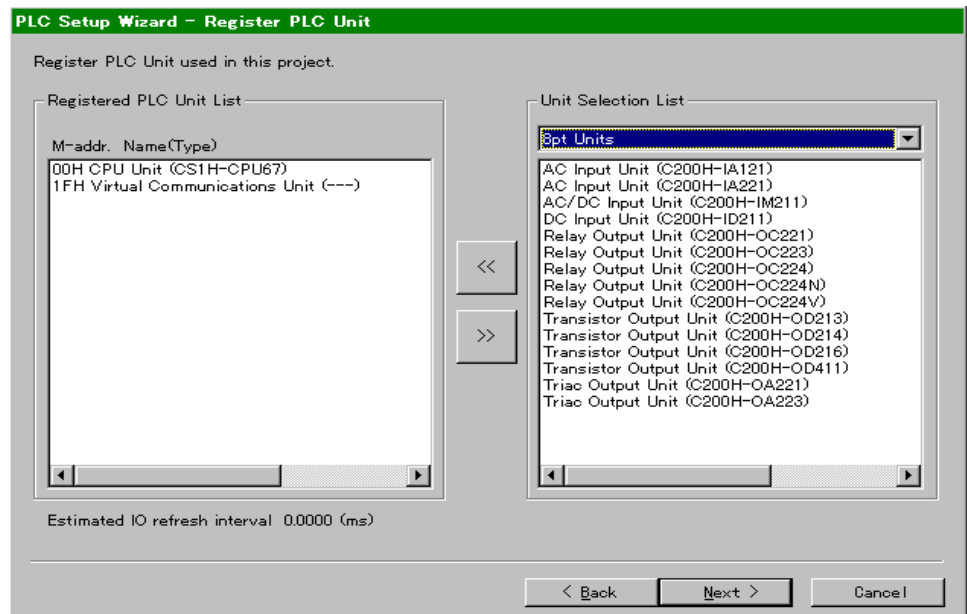 PLC Setup Wizard - Register PLC Unit
Register PLC Unit used in this project.
Registered PLC Unit List
M-addr. Name(Type)
00H CPU Unit (CS1H-CPU67)
1FH Virtual Communications Unit (---)
<<
>>
Unit Selection List
8pt Units
AC Input Unit (C200H-IA121)
AC Input Unit (C200H-IA221)
AC/DC Input Unit (C200H-IM211)
DC Input Unit (C200H-ID211)
Relay Output Unit (C200H-OC221)
Relay Output Unit (C200H-OC223)
Relay Output Unit (C200H-OC224)
Relay Output Unit (C200H-OC224N)
Relay Output Unit (C200H-OC224V)
Transistor Output Unit (C200H-OD213)
Transistor Output Unit (C200H-OD214)
Transistor Output Unit (C200H-OD216)
Transistor Output Unit (C200H-OD411)
Triac Output Unit (C200H-OA221)
Triac Output Unit (C200H-OA223)
Estimated IO refresh interval 0.0000 (ms)
< Back
Next >
Cancel